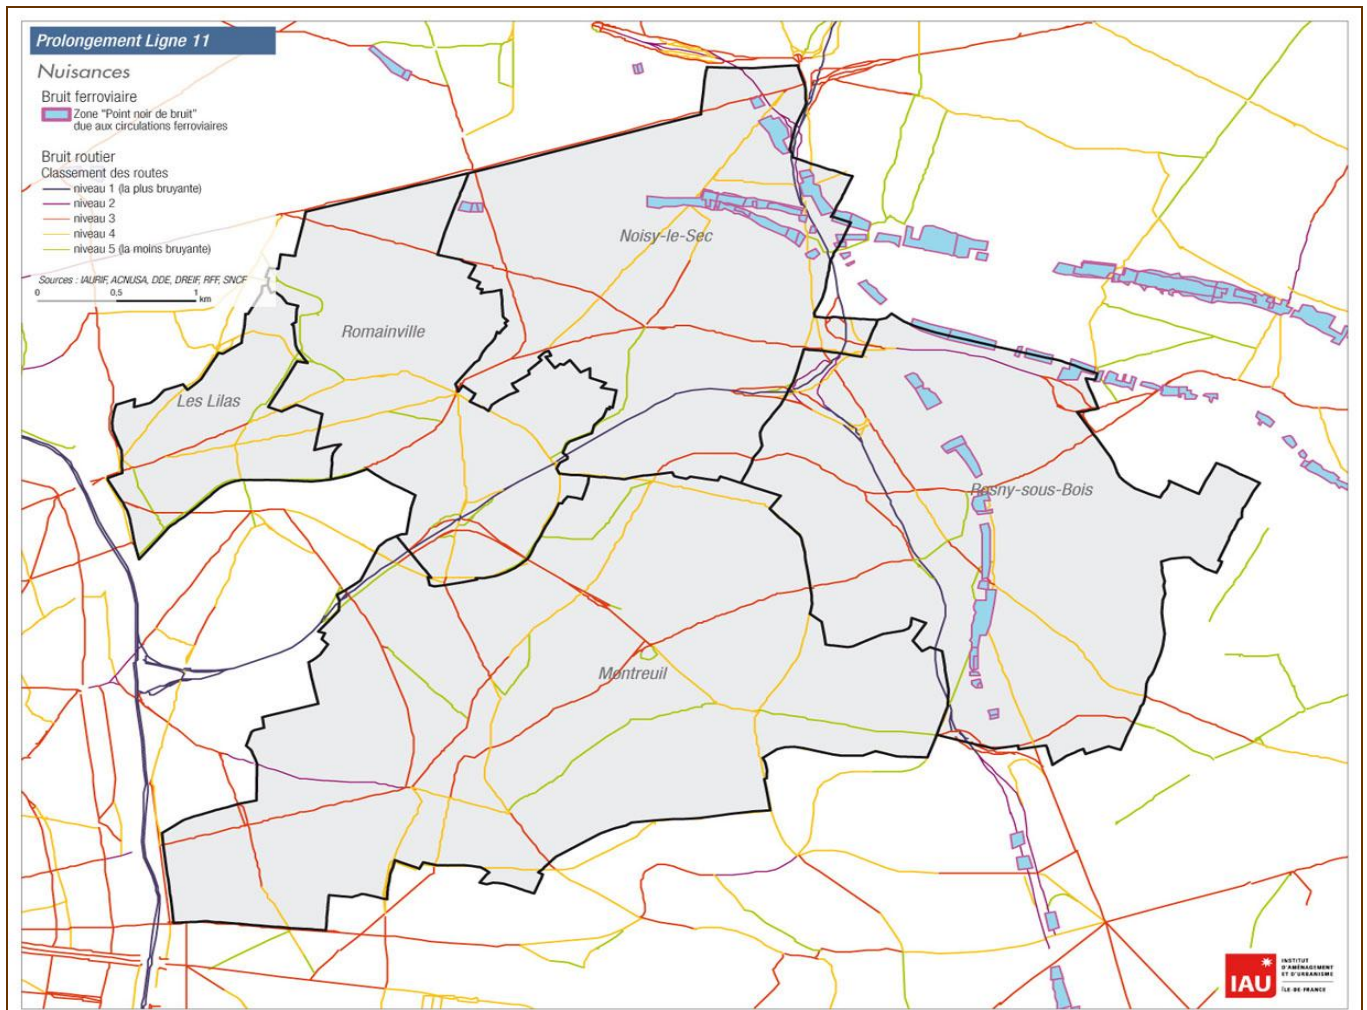 Prolongement Ligne 11
Nuisances
Bruit ferroviaire
Zone "Point noir de bruit"
due aux circulations ferroviaires
Bruit routier
Classement des routes
niveau 1 (la plus bruyante)
niveau 2
niveau 3
niveau 4
niveau 5 (la moins bruyante)
Sources : IAURIF, ACNUSA, DDE, DREIF, RFF, SNCF
0 0.5 1
km
Noisy-le-Sec
Romainville
Les Lilas
Rosny-sous-Bois
Montreuil
IAU
INSTITUT
D'AMÉNAGEMENT
ET D'URBANISME
ÎLE-DE-FRANCE